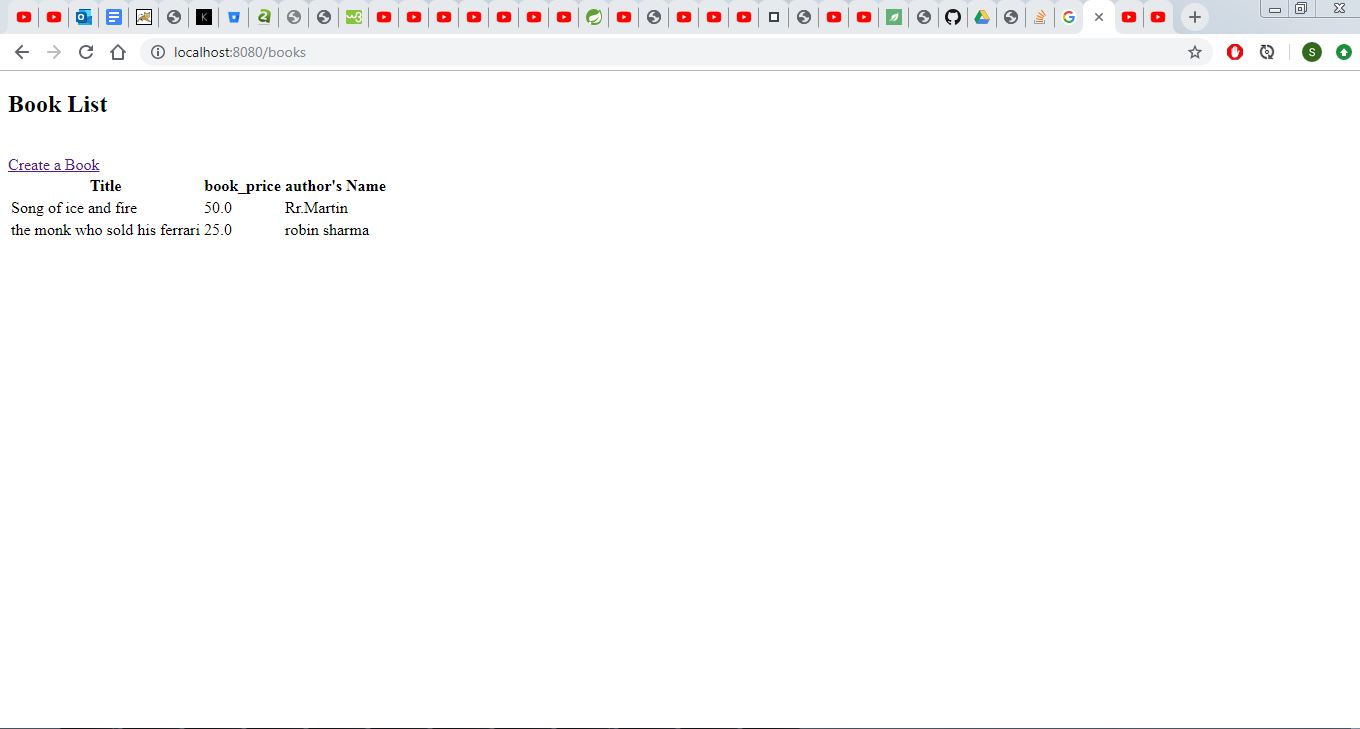 localhost:8080/books
S
Book List
Create a Book
Title book_price author's Name
Song of ice and fire 50.0 Rr.Martin
the monk who sold his ferrari 25.0 robin sharma